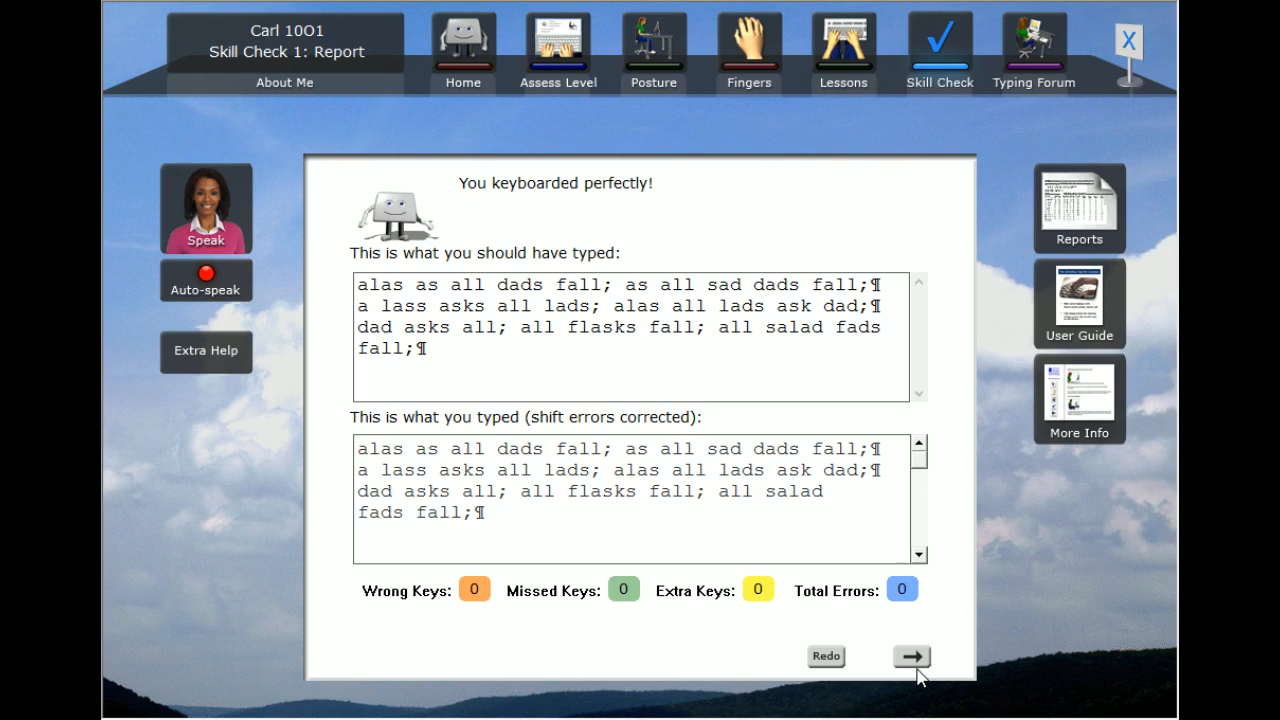 Carl 10O1
Skill Check 1: Report
About Me
Home
Assess Level
Posture
Fingers
Lessons
Skill Check
Typing Forum
X
Speak
Auto-speak
Extra Help
You keyboarded perfectly!
This is what you should have typed:
alas as all dads fall; as all sad dads fall;¶
a lass asks all lads; alas all lads ask dad;¶
dad asks all; all flasks fall; all salad fads
fall;¶
This is what you typed (shift errors corrected):
alas as all dads fall; as all sad dads fall;¶
a lass asks all lads; alas all lads ask dad;¶
dad asks all; all flasks fall; all salad
fads fall;¶
Wrong Keys: 0 Missed Keys: 0 Extra Keys: 0 Total Errors: 0
Redo
Reports
User Guide
More Info